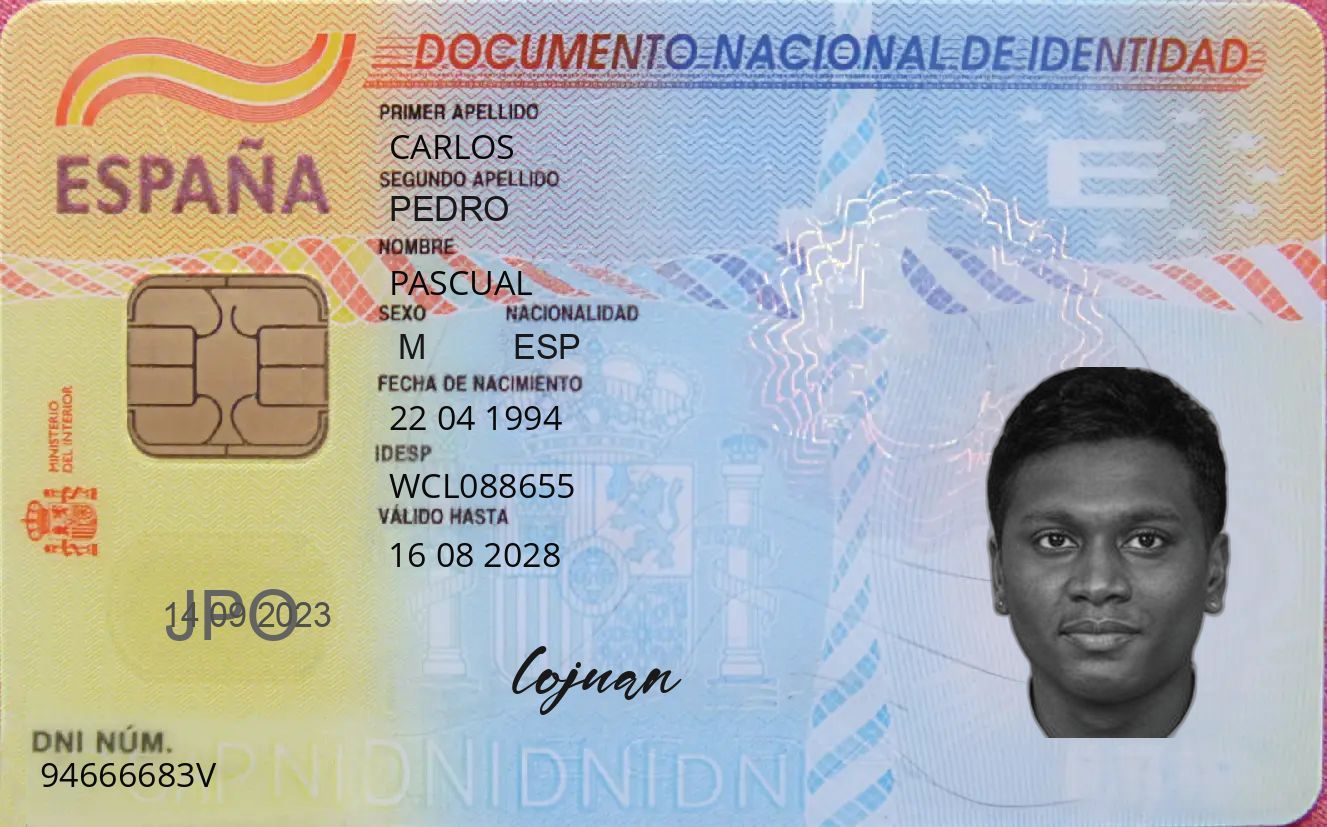 DOCUMENTO NACIONAL DE IDENTIDAD
ESPAÑA
PRIMER APELLIDO
CARLOS
SEGUNDO APELLIDO
PEDRO
NOMBRE
PASCUAL
SEXO NACIONALIDAD
M ESP
FECHA DE NACIMIENTO
22 04 1994
IDESP
WCL088655
VÁLIDO HASTA
16 08 2028
MINISTERIO
DEL INTERIOR
E
JPO
14 09 2023
Cojuan
DNI NÚM.
94666683V
DNIDNIDNIDNI